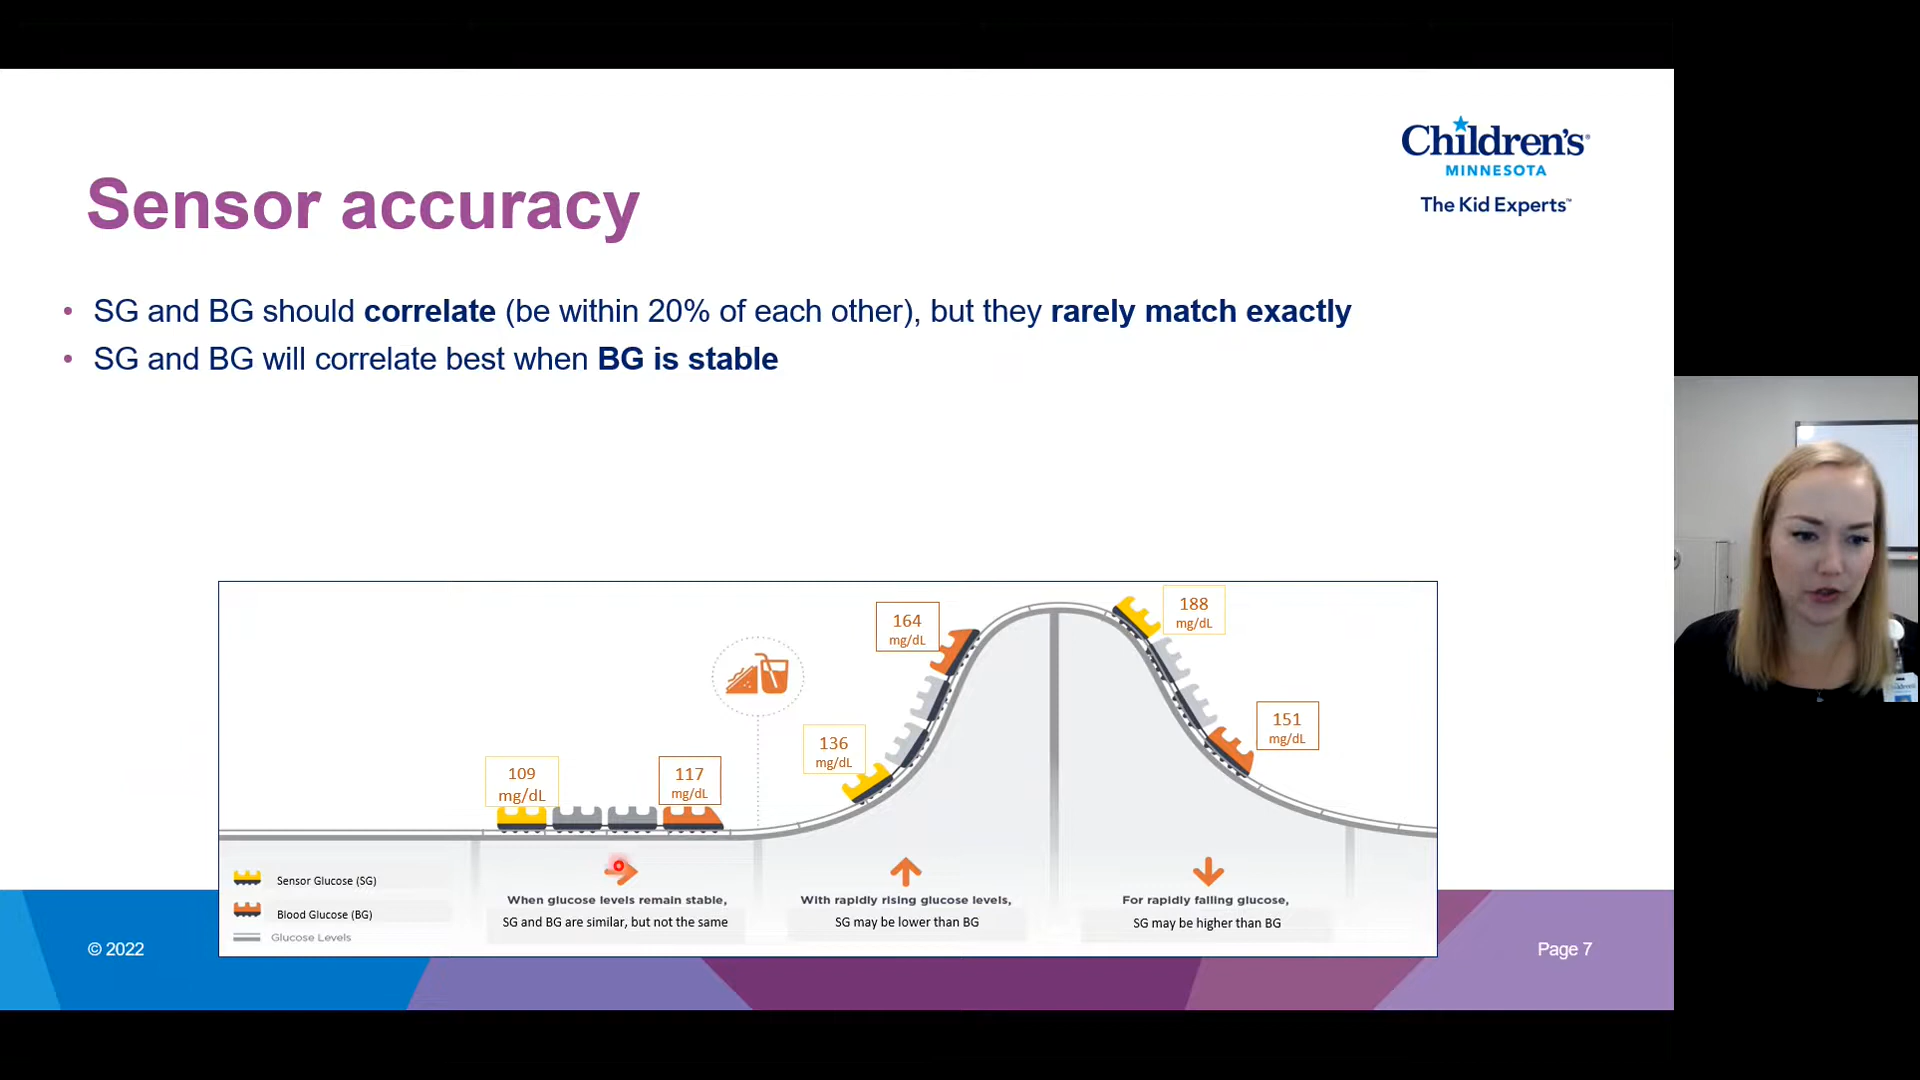 Children's
MINNESOTA
The Kid Experts™
Sensor accuracy
• SG and BG should correlate (be within 20% of each other), but they rarely match exactly
• SG and BG will correlate best when BG is stable
109
mg/dL
117
mg/dL
136
mg/dL
164
mg/dL
188
mg/dL
151
mg/dL
Sensor Glucose (SG)
Blood Glucose (BG)
Glucose Levels
When glucose levels remain stable,
SG and BG are similar, but not the same
With rapidly rising glucose levels,
SG may be lower than BG
For rapidly falling glucose,
SG may be higher than BG
© 2022
Page 7